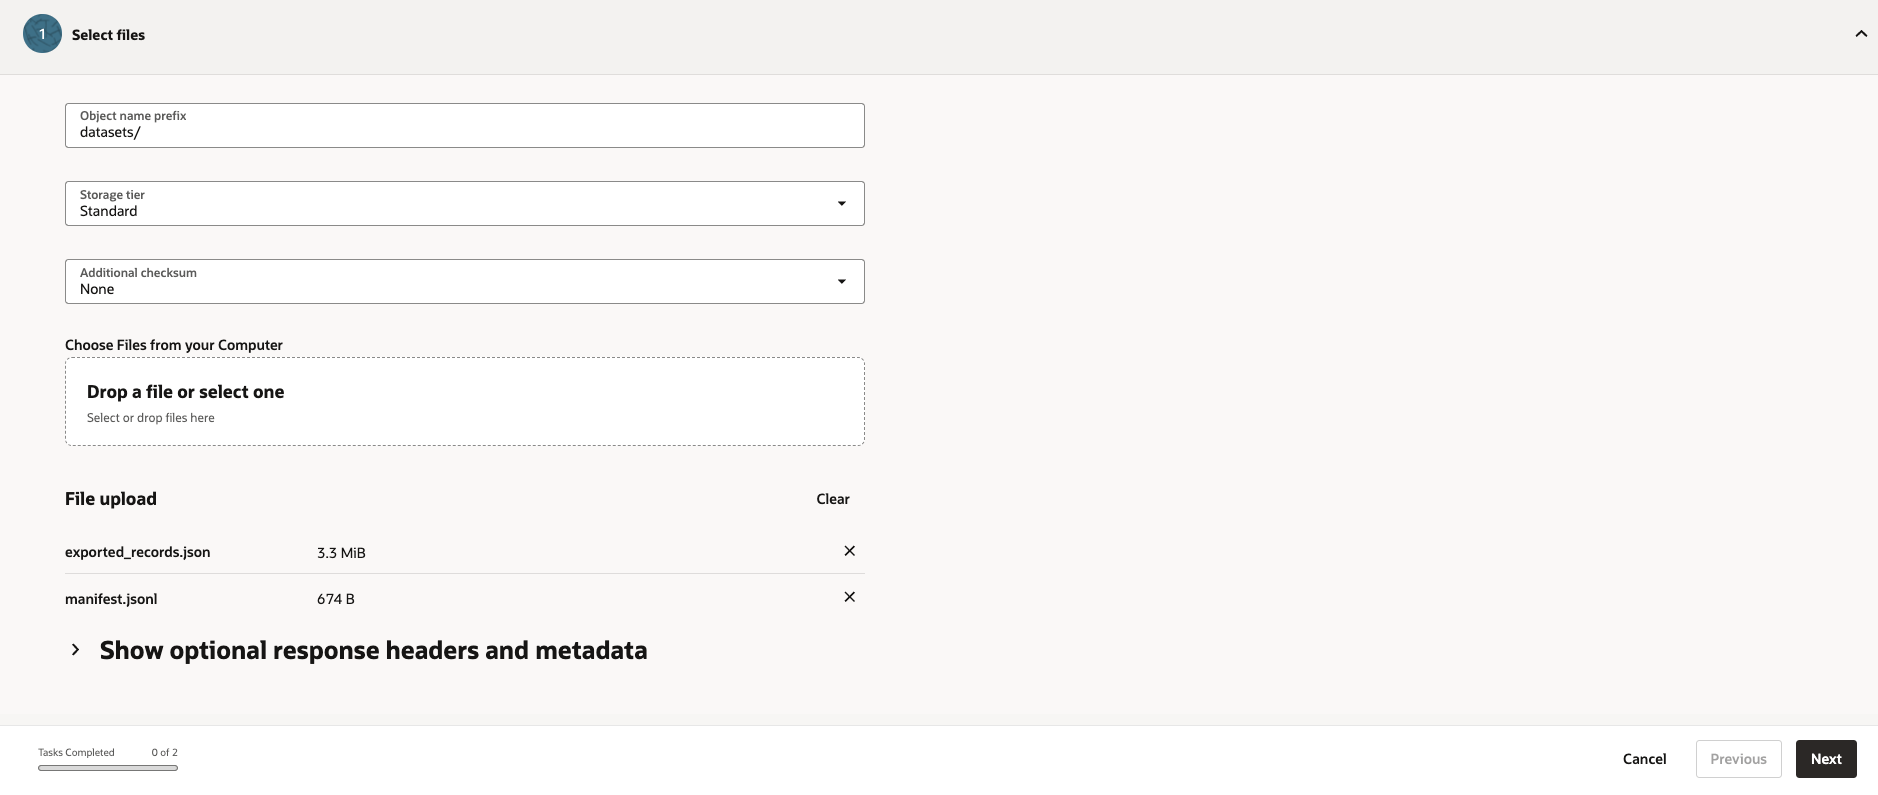 1 Select files
Object name prefix
datasets/
Storage tier
Standard
Additional checksum
None
Choose Files from your Computer
Drop a file or select one
Select or drop files here
File upload Clear
exported_records.json 3.3 MiB
manifest.jsonl 674 B
Show optional response headers and metadata
Tasks Completed 0 of 2
Cancel Previous Next